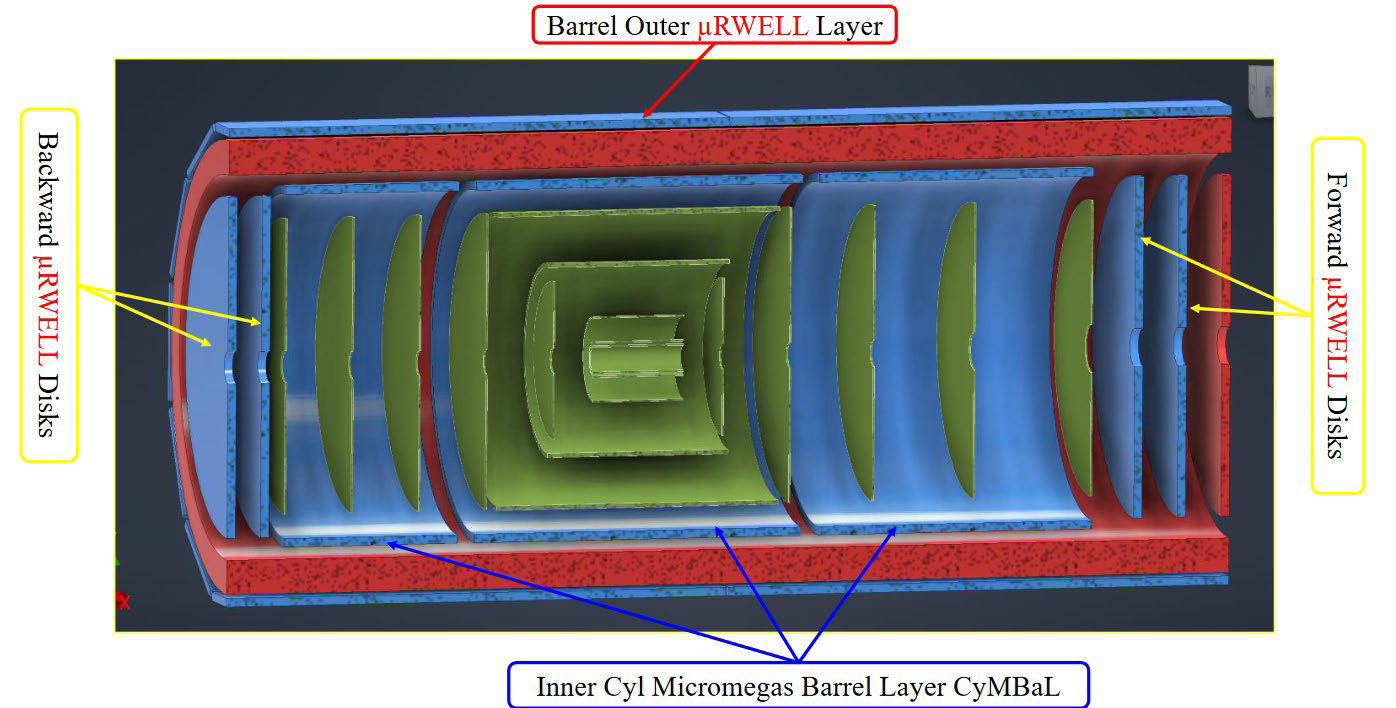 Barrel Outer µRWELL Layer
Backward µRWELL Disks
Forward µRWELL Disks
Inner Cyl Micromegas Barrel Layer CyMBaL
X